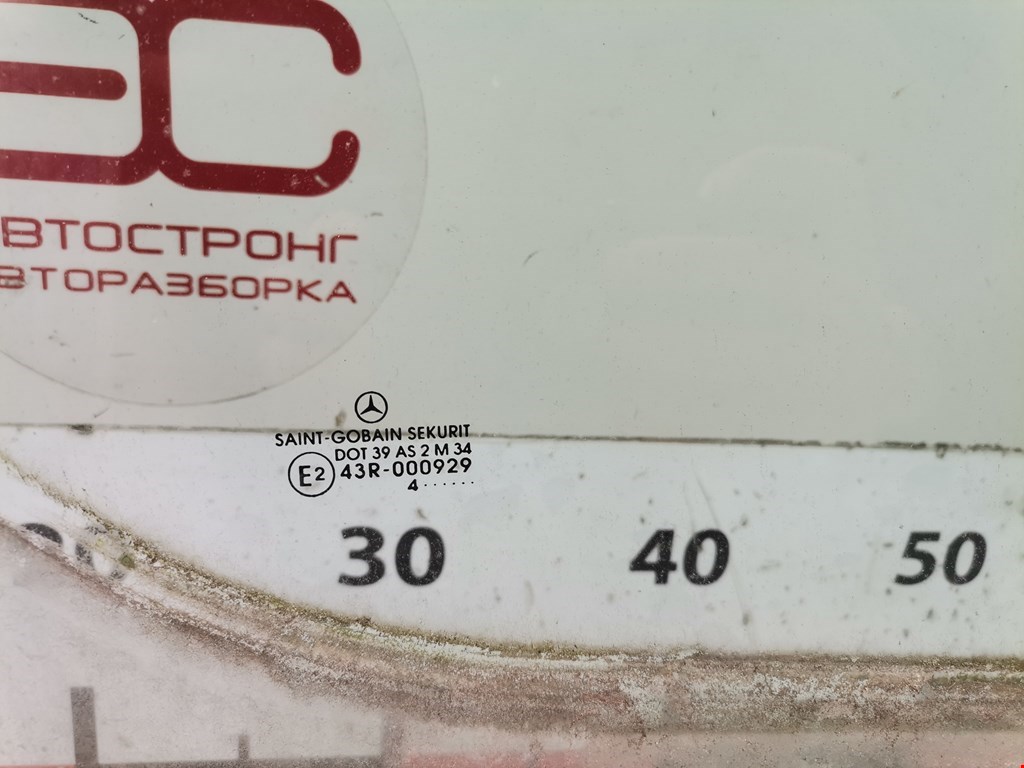 ВТОСТРОНГ
ВТОРАЗБОРКА
SAINT-GOBAIN SEKURIT
DOT 39 AS 2 M 34
E2 43R-000929
4 . . . . . .
30 40 50